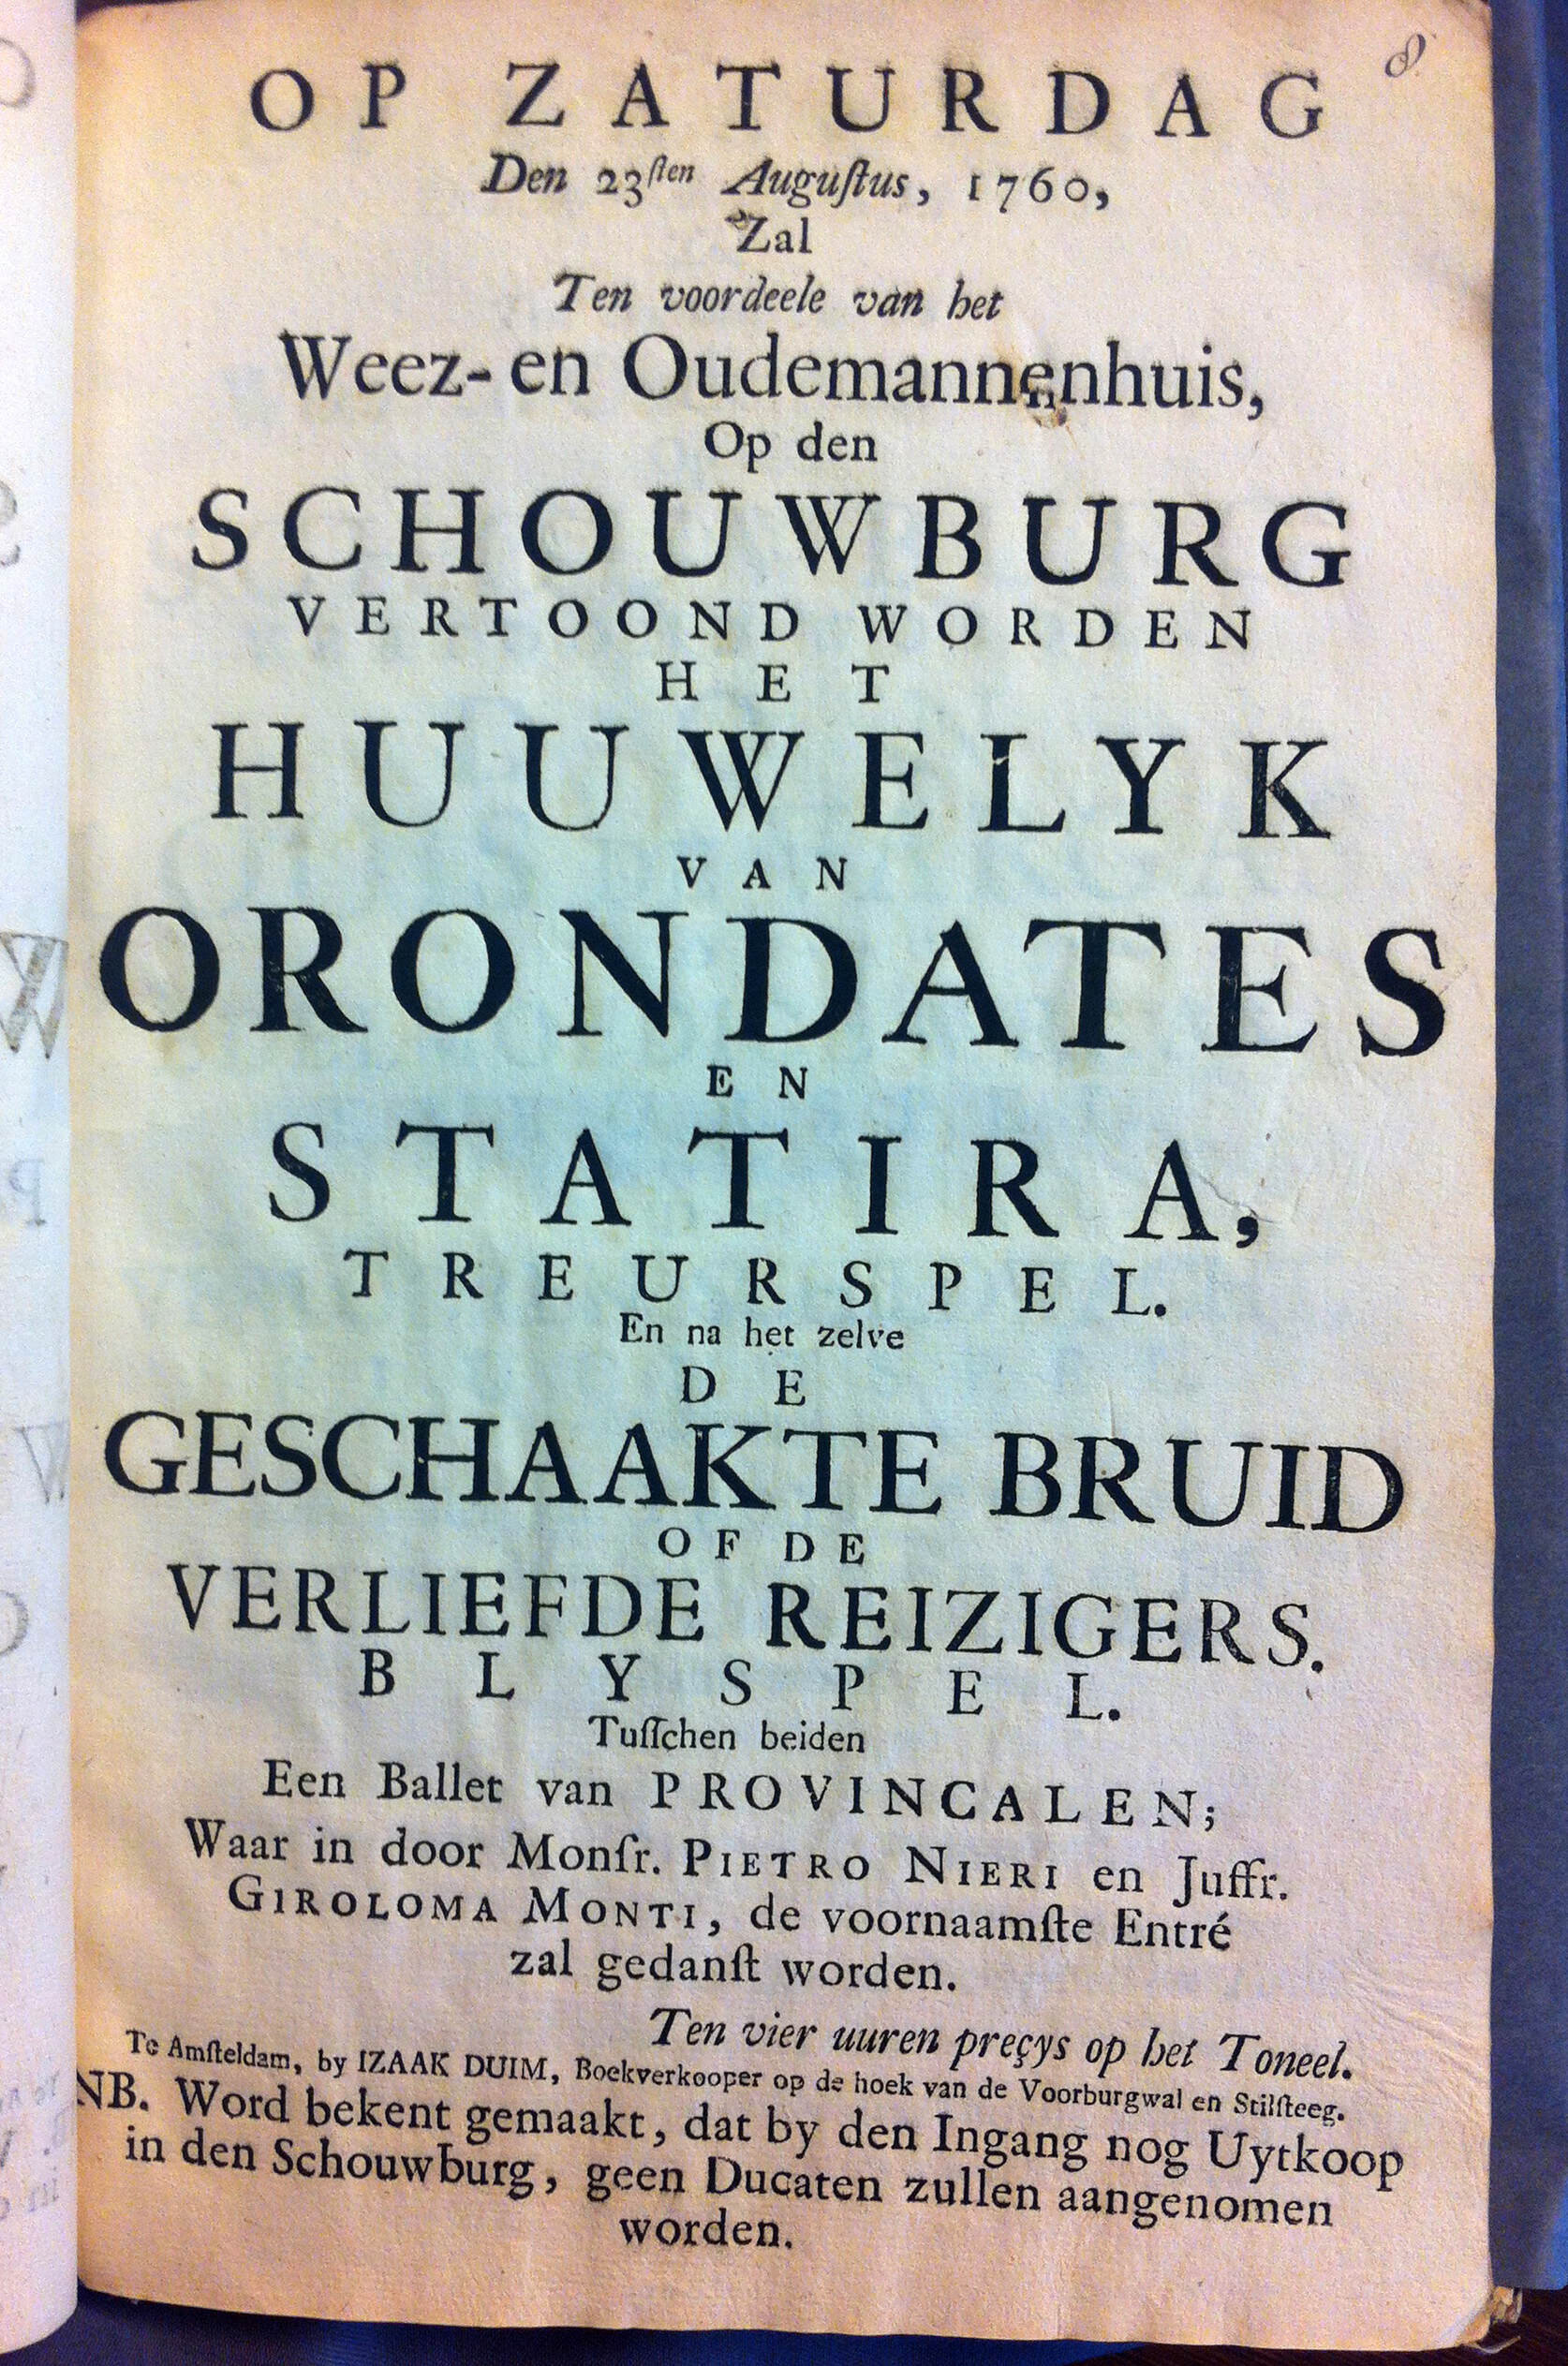 8.
OP ZATURDAG
Den 23ſten Auguſtus, 1760,
Zal
Ten voordeele van het
Weez- en Oudemannenhuis,
Op den
SCHOUWBURG
VERTOOND WORDEN
HET
HUUWELYK
VAN
ORONDATES
EN
STATIRA,
TREURSPEL.
En na het zelve
DE
GESCHAAKTE BRUID
OF DE
VERLIEFDE REIZIGERS.
BLYSPEL.
Tuſſchen beiden
Een Ballet van PROVINCALEN;
Waar in door Monſr. PIETRO NIERI en Juffr.
GIROLOMA MONTI, de voornaamſte Entré
zal gedanſt worden.
Ten vier uuren preçys op het Toneel.
Te Amſteldam, by IZAAK DUIM, Boekverkooper op de hoek van de Voorburgwal en Stilſteeg.
NB. Word bekent gemaakt, dat by den Ingang nog Uytkoop
in den Schouwburg, geen Ducaten zullen aangenomen
worden.